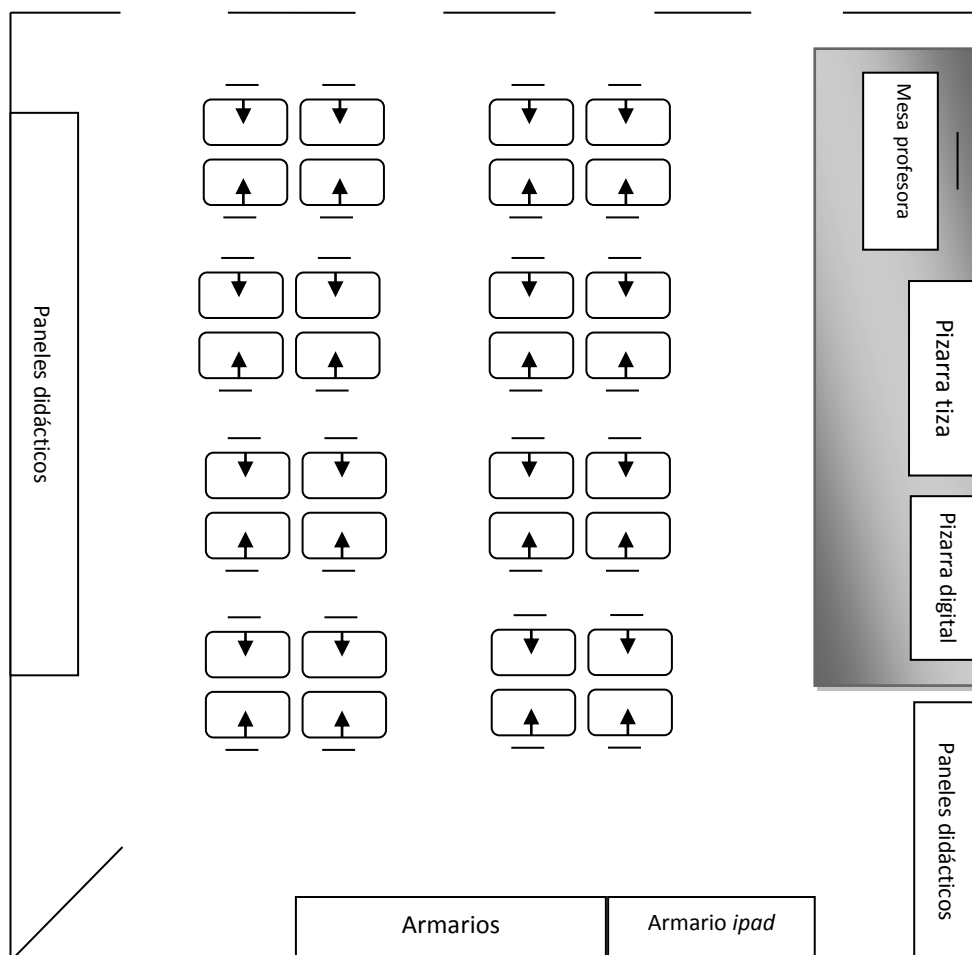 Mesa profesora
Paneles didácticos
Pizarra tiza
Pizarra digital
Paneles didácticos
Armarios
Armario ipad